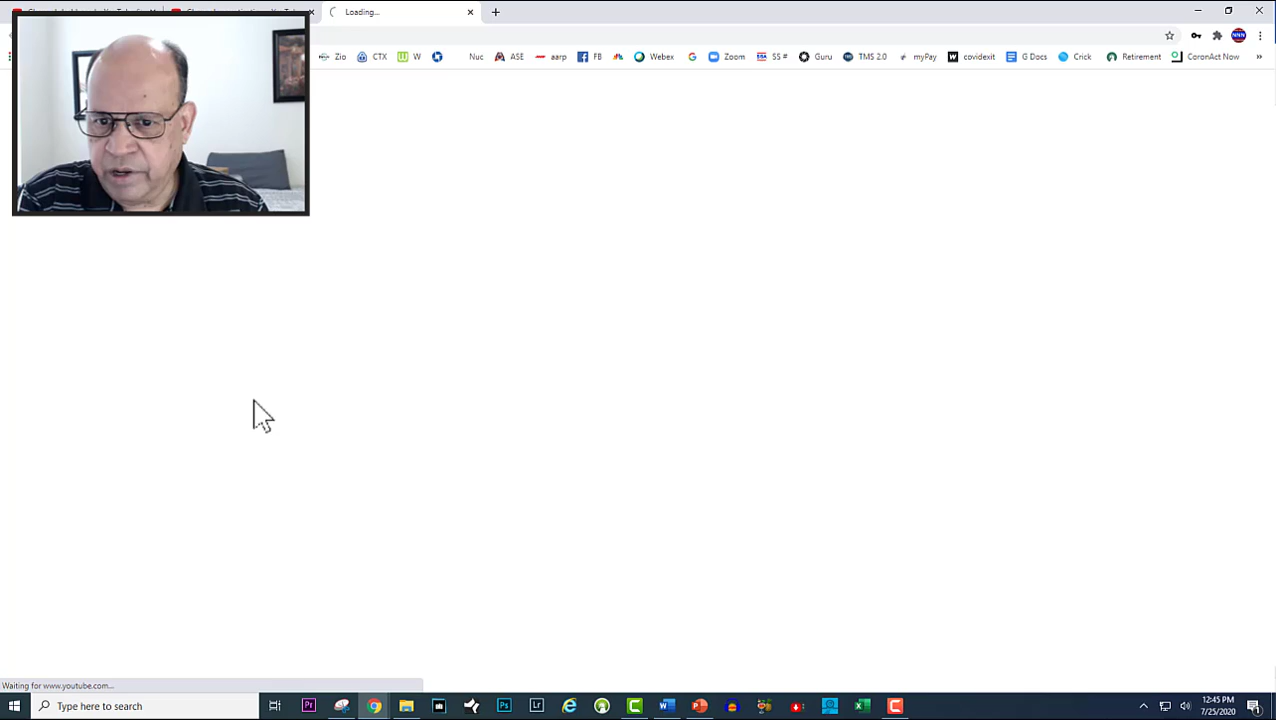 Loading...
Zio
CTX
W
Nuc
ASE
aarp
FB
Webex
Zoom
SS #
Guru
TMS 2.0
myPay
covidexit
G Docs
Crick
Retirement
CoronAct Now
»
Waiting for www.youtube.com...
Type here to search
12:45 PM
7/25/2020